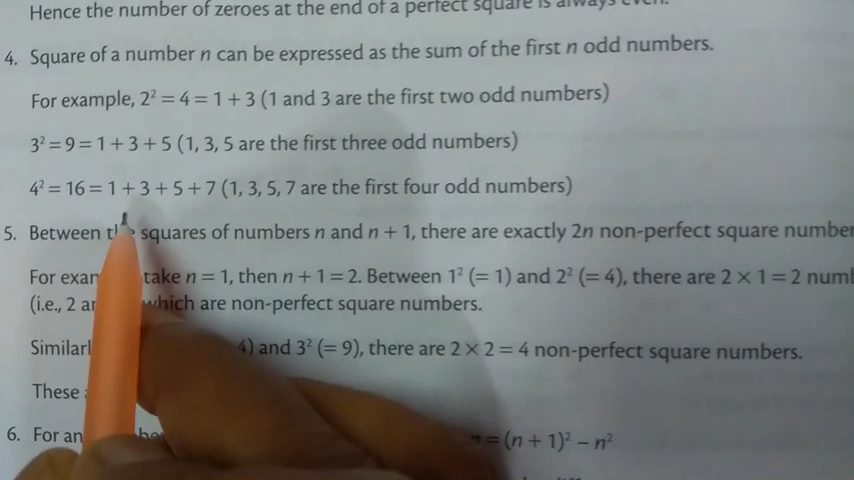 Hence the number of zeroes at the end of a perfect square is always even.
4. Square of a number n can be expressed as the sum of the first n odd numbers.
For example, 2² = 4 = 1 + 3 (1 and 3 are the first two odd numbers)
3² = 9 = 1 + 3 + 5 (1, 3, 5 are the first three odd numbers)
4² = 16 = 1 + 3 + 5 + 7 (1, 3, 5, 7 are the first four odd numbers)
5. Between the squares of numbers n and n + 1, there are exactly 2n non-perfect square number
For exam take n = 1, then n + 1 = 2. Between 1² (= 1) and 2² (= 4), there are 2 × 1 = 2 numb
(i.e., 2 an which are non-perfect square numbers.
Similarl 4) and 3² (= 9), there are 2 × 2 = 4 non-perfect square numbers.
These
6. For an = (n + 1)² − n²